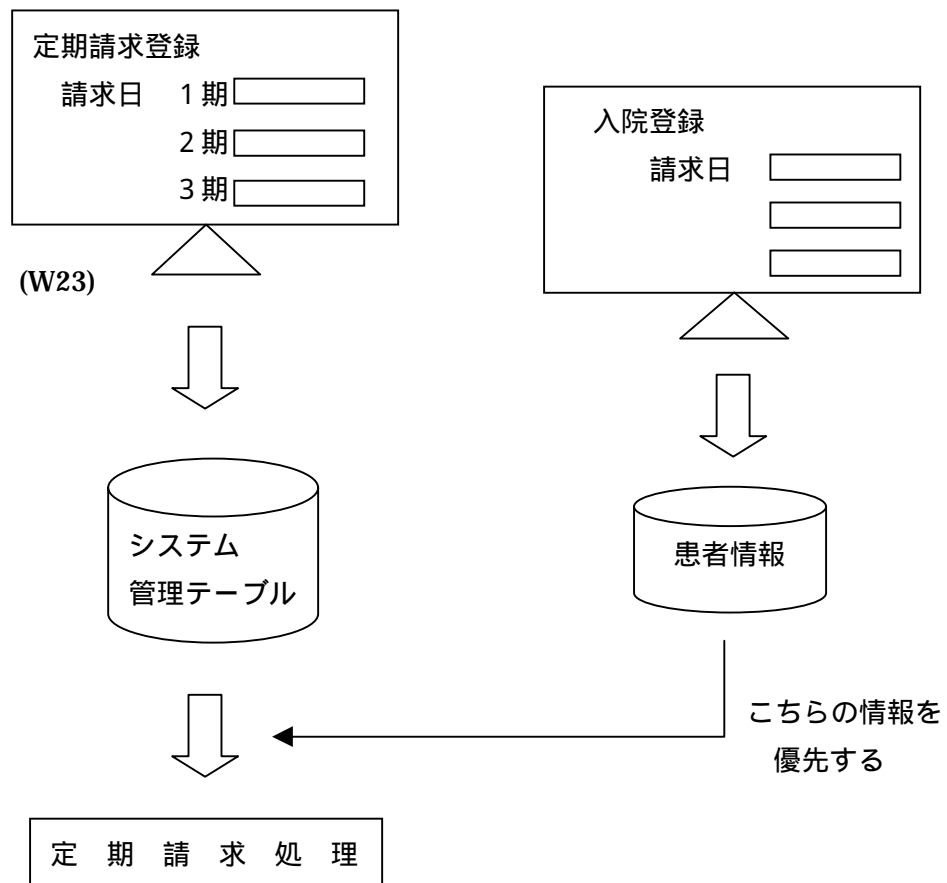 定期請求登録
請求日 1期
2期
3期
(W23)
入院登録
請求日
システム
管理テーブル
患者情報
こちらの情報を
優先する
定 期 請 求 処 理